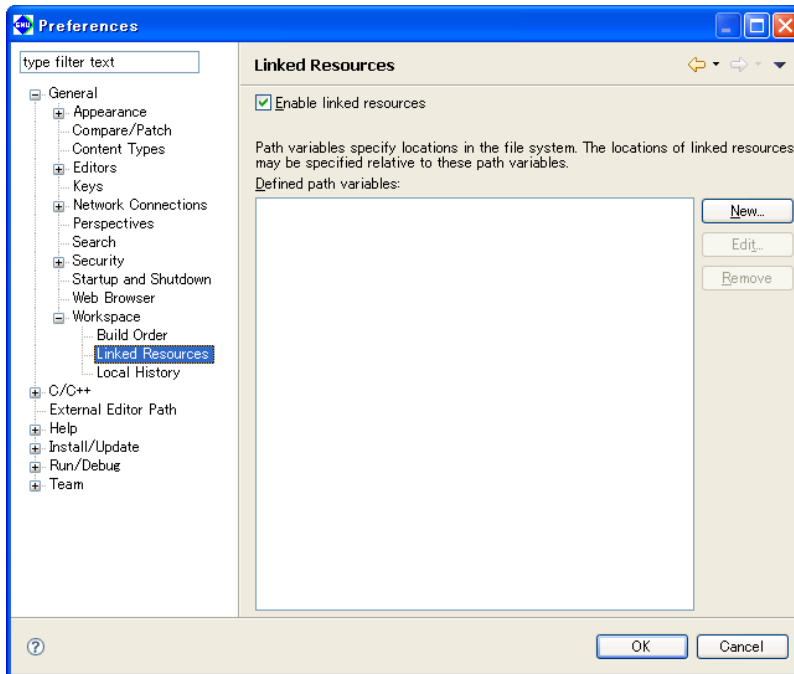 Preferences
type filter text
General
Appearance
Compare/Patch
Content Types
Editors
Keys
Network Connections
Perspectives
Search
Security
Startup and Shutdown
Web Browser
Workspace
Build Order
Linked Resources
Local History
C/C++
External Editor Path
Help
Install/Update
Run/Debug
Team
Linked Resources
Enable linked resources
Path variables specify locations in the file system. The locations of linked resources
may be specified relative to these path variables.
Defined path variables:
New...
Edit...
Remove
OK
Cancel